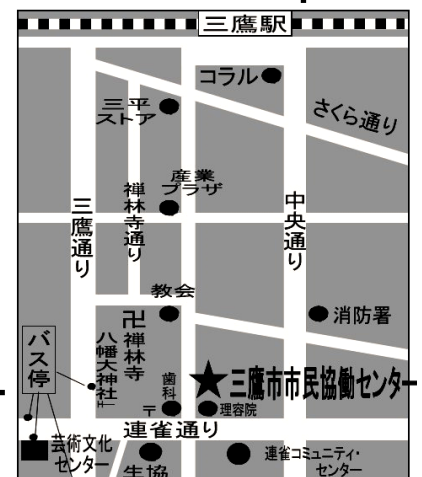 三鷹駅
コラル
三平
ストア
さくら通り
産業
プラザ
禅林寺通り
三鷹通り
中央通り
教会
消防署
卍
禅林寺
八幡大神社
バス停
歯科
三鷹市市民協働センター
〒
理容院
連雀通り
芸術文化
センター
生協
連雀コミュニティ・
センター